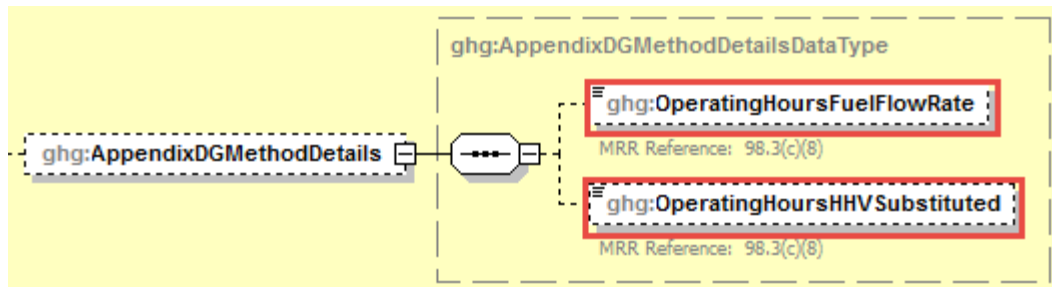 ghg:AppendixDGMethodDetailsDataType
ghg:OperatingHoursFuelFlowRate
MRR Reference: 98.3(c)(8)
ghg:AppendixDGMethodDetails
ghg:OperatingHoursHHVSubstituted
MRR Reference: 98.3(c)(8)